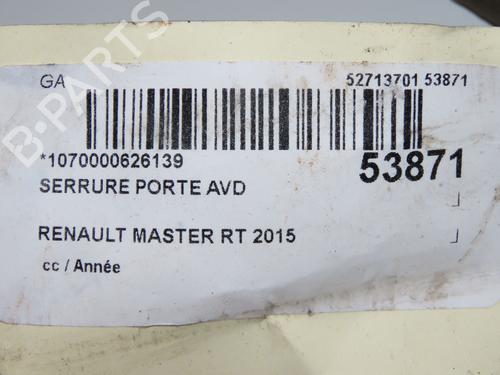 GA 52713701 53871
*1070000626139 53871
SERRURE PORTE AVD
RENAULT MASTER RT 2015
cc / Année
B-PARTS